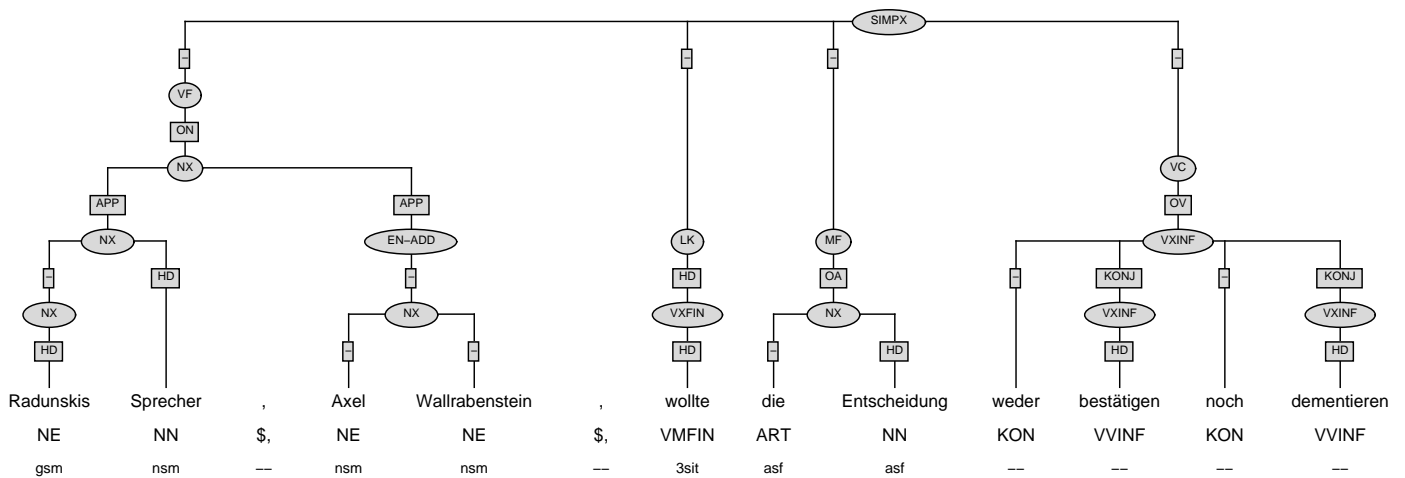 SIMPX
– – – –
VF
ON
NX VC
APP APP OV
NX EN–ADD LK MF VXINF
– HD – HD OA – KONJ – KONJ
NX NX VXFIN NX VXINF VXINF
HD – – HD – HD HD HD
Radunskis Sprecher , Axel Wallrabenstein , wollte die Entscheidung weder bestätigen noch dementieren
NE NN $, NE NE $, VMFIN ART NN KON VVINF KON VVINF
gsm nsm –– nsm nsm –– 3sit asf asf –– –– –– ––